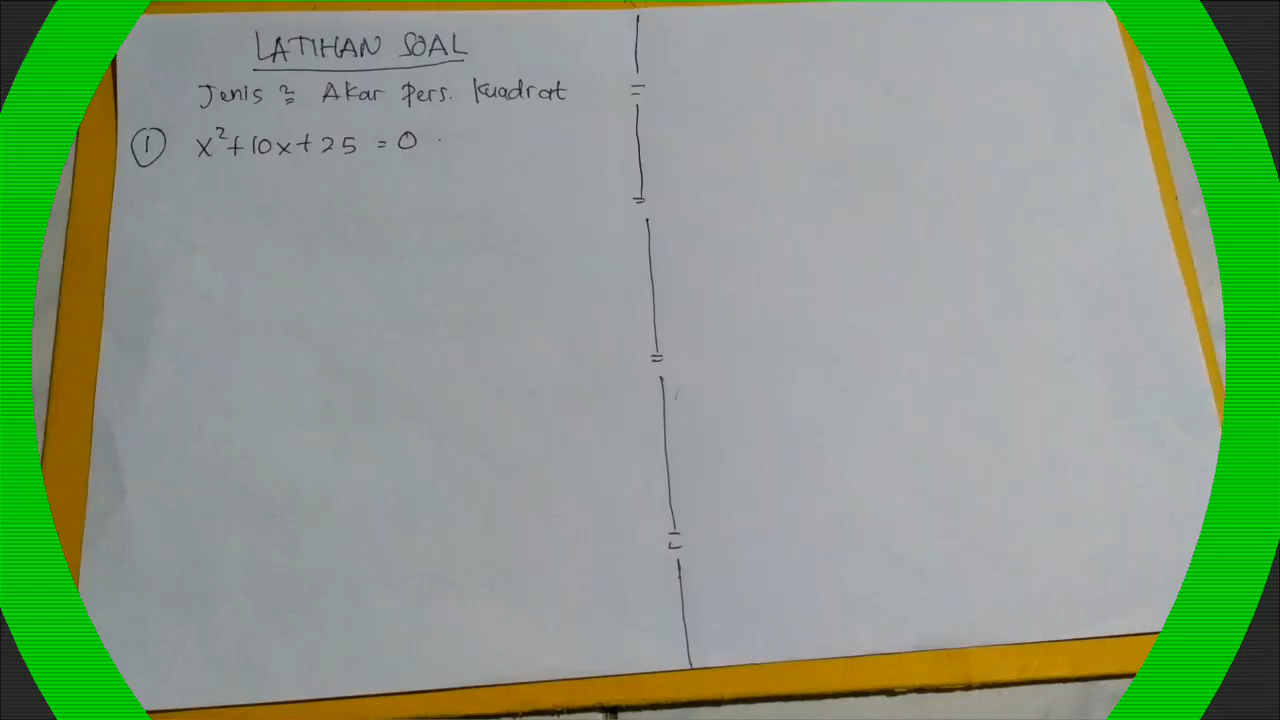 LATIHAN SOAL
Jenis ² Akar Pers. Kuadrat
① x²+10x+25 = 0